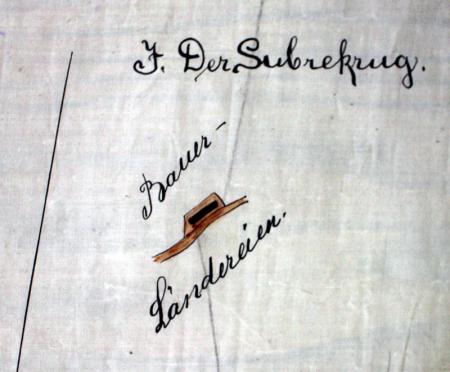 F. Der Subrekrug.
Bauer-
Ländereien.